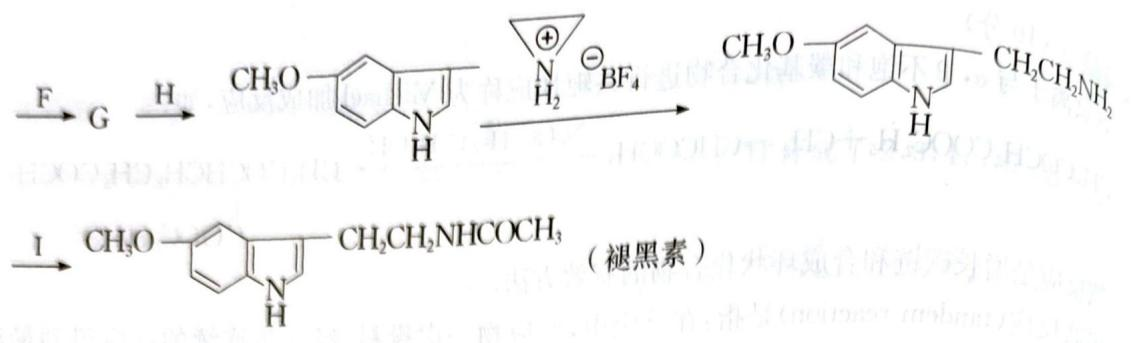 F G H CH₃O N H ⊕ N H₂ ⊖BF₄ CH₃O CH₂CH₂NH₂ N H
I CH₃O CH₂CH₂NHCOCH₃ N H (褪黑素)